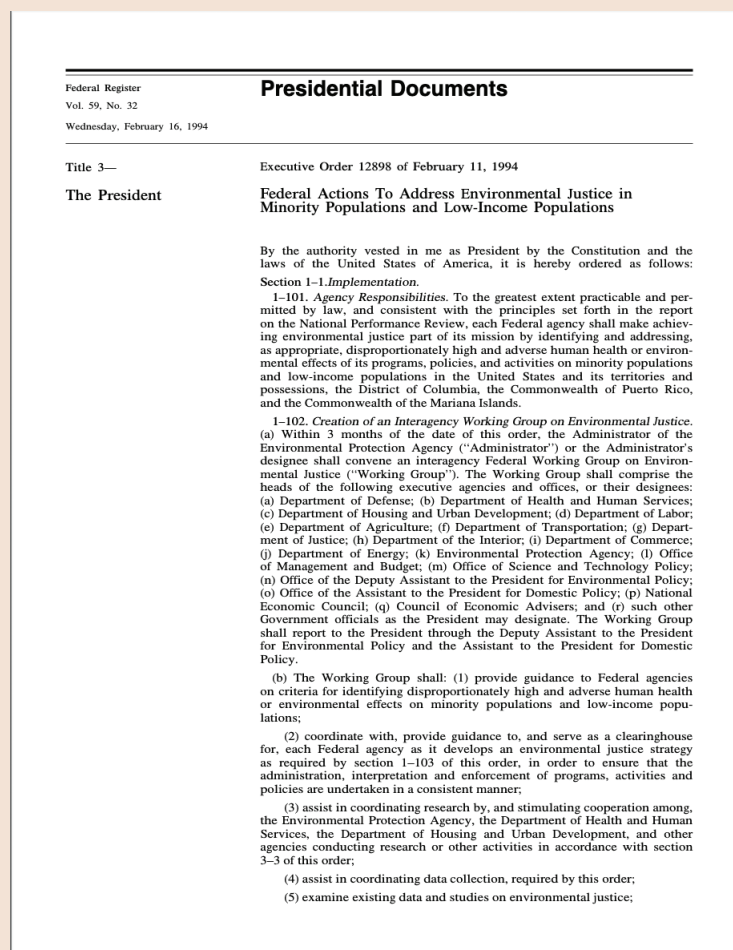 Federal Register
Vol. 59, No. 32
Wednesday, February 16, 1994
Presidential Documents
Title 3—
The President
Executive Order 12898 of February 11, 1994
Federal Actions To Address Environmental Justice in
Minority Populations and Low-Income Populations
By the authority vested in me as President by the Constitution and the
laws of the United States of America, it is hereby ordered as follows:
Section 1–1.Implementation.
1–101. Agency Responsibilities. To the greatest extent practicable and per-
mitted by law, and consistent with the principles set forth in the report
on the National Performance Review, each Federal agency shall make achiev-
ing environmental justice part of its mission by identifying and addressing,
as appropriate, disproportionately high and adverse human health or environ-
mental effects of its programs, policies, and activities on minority populations
and low-income populations in the United States and its territories and
possessions, the District of Columbia, the Commonwealth of Puerto Rico,
and the Commonwealth of the Mariana Islands.
1–102. Creation of an Interagency Working Group on Environmental Justice.
(a) Within 3 months of the date of this order, the Administrator of the
Environmental Protection Agency (‘‘Administrator’’) or the Administrator’s
designee shall convene an interagency Federal Working Group on Environ-
mental Justice (‘‘Working Group’’). The Working Group shall comprise the
heads of the following executive agencies and offices, or their designees:
(a) Department of Defense; (b) Department of Health and Human Services;
(c) Department of Housing and Urban Development; (d) Department of Labor;
(e) Department of Agriculture; (f) Department of Transportation; (g) Depart-
ment of Justice; (h) Department of the Interior; (i) Department of Commerce;
(j) Department of Energy; (k) Environmental Protection Agency; (l) Office
of Management and Budget; (m) Office of Science and Technology Policy;
(n) Office of the Deputy Assistant to the President for Environmental Policy;
(o) Office of the Assistant to the President for Domestic Policy; (p) National
Economic Council; (q) Council of Economic Advisers; and (r) such other
Government officials as the President may designate. The Working Group
shall report to the President through the Deputy Assistant to the President
for Environmental Policy and the Assistant to the President for Domestic
Policy.
(b) The Working Group shall: (1) provide guidance to Federal agencies
on criteria for identifying disproportionately high and adverse human health
or environmental effects on minority populations and low-income popu-
lations;
(2) coordinate with, provide guidance to, and serve as a clearinghouse
for, each Federal agency as it develops an environmental justice strategy
as required by section 1–103 of this order, in order to ensure that the
administration, interpretation and enforcement of programs, activities and
policies are undertaken in a consistent manner;
(3) assist in coordinating research by, and stimulating cooperation among,
the Environmental Protection Agency, the Department of Health and Human
Services, the Department of Housing and Urban Development, and other
agencies conducting research or other activities in accordance with section
3–3 of this order;
(4) assist in coordinating data collection, required by this order;
(5) examine existing data and studies on environmental justice;